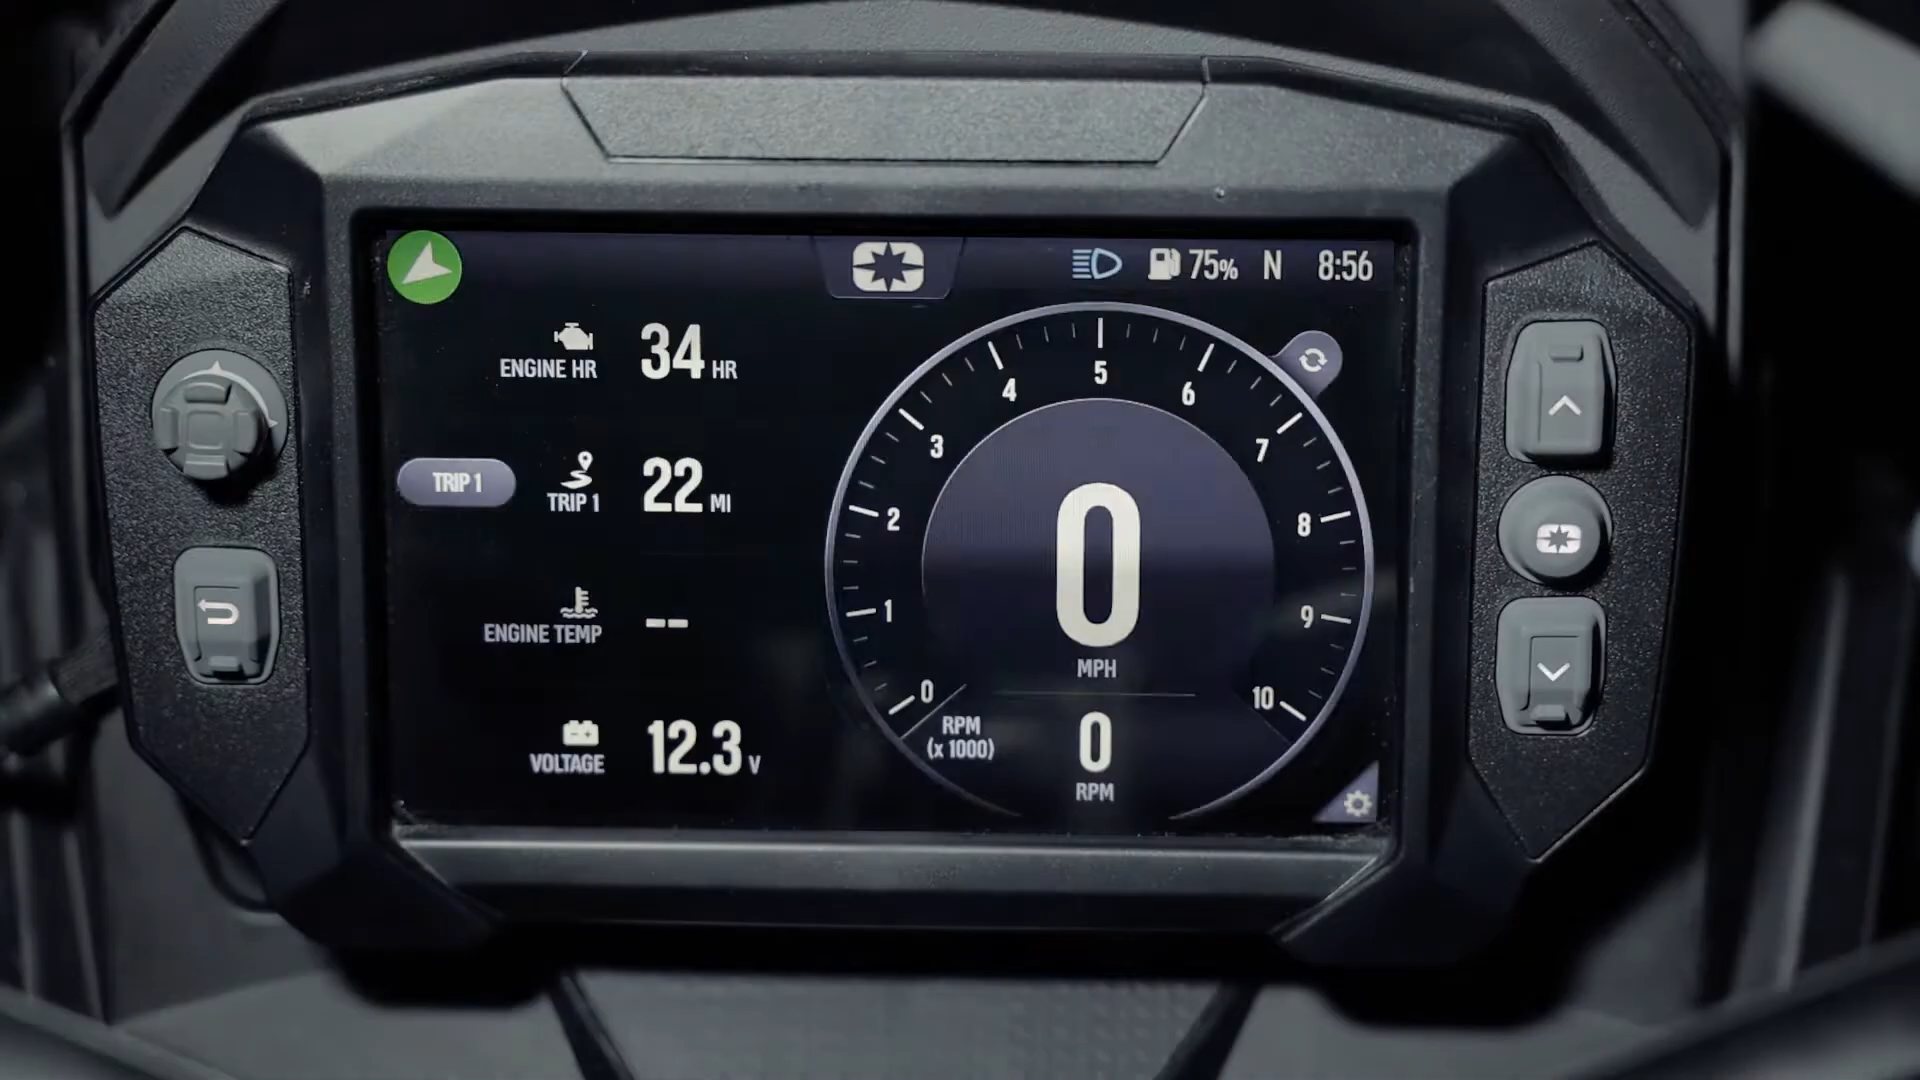 75% N 8:56
ENGINE HR 34 HR
TRIP 1 TRIP 1 22 MI
ENGINE TEMP --
VOLTAGE 12.3 V
0 1 2 3 4 5 6 7 8 9 10
RPM
(x 1000)
0
MPH
0
RPM